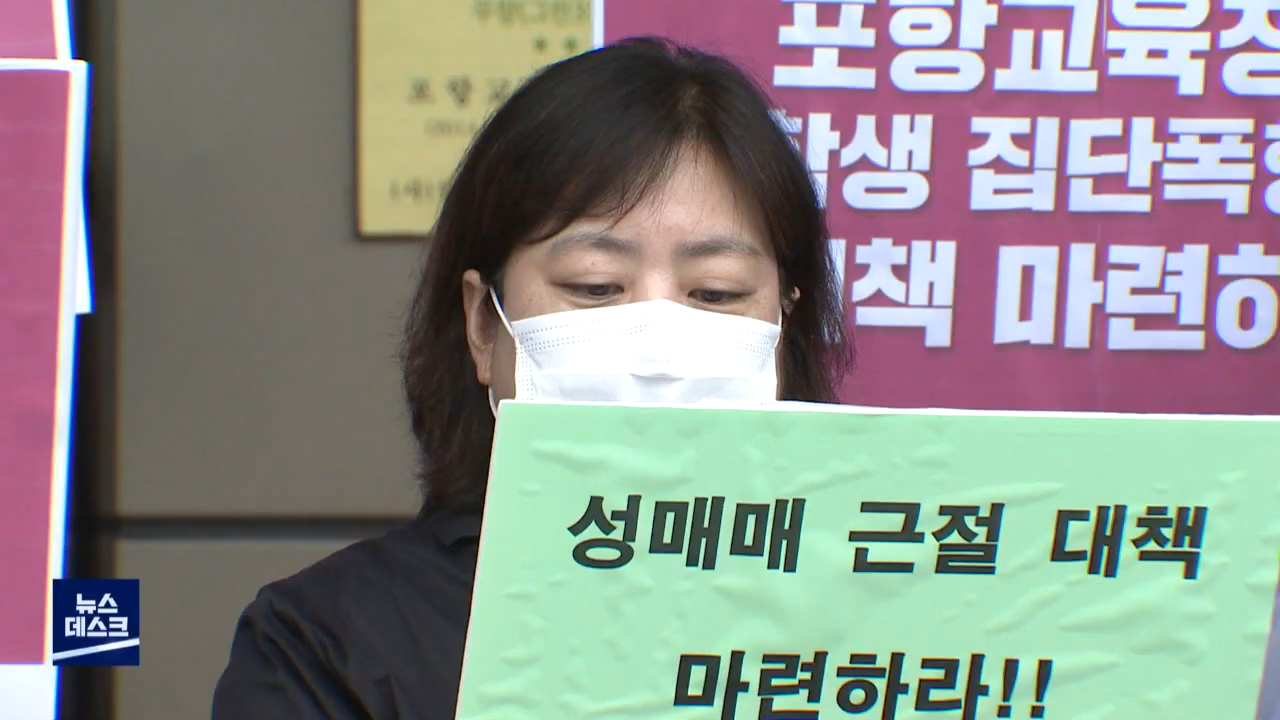 포항교육청
학생 집단폭행
대책 마련하
성매매 근절 대책
마련하라!!
뉴스
데스크